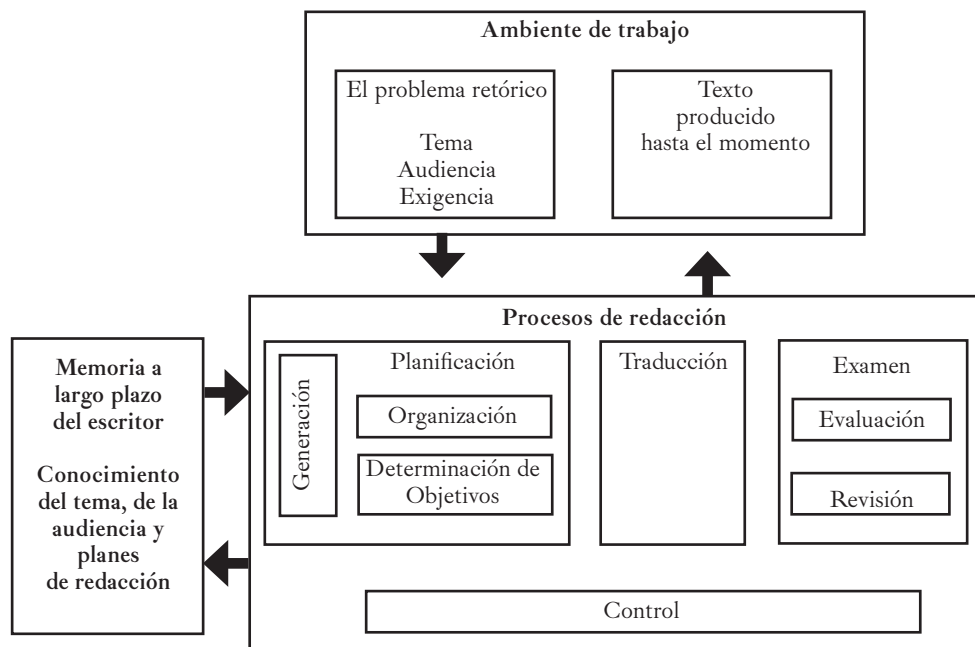 Ambiente de trabajo
El problema retórico
Tema
Audiencia
Exigencia
Texto
producido
hasta el momento
Memoria a
largo plazo
del escritor
Conocimiento
del tema, de la
audiencia y
planes
de redacción
Procesos de redacción
Generación
Planificación
Organización
Determinación de
Objetivos
Traducción
Examen
Evaluación
Revisión
Control